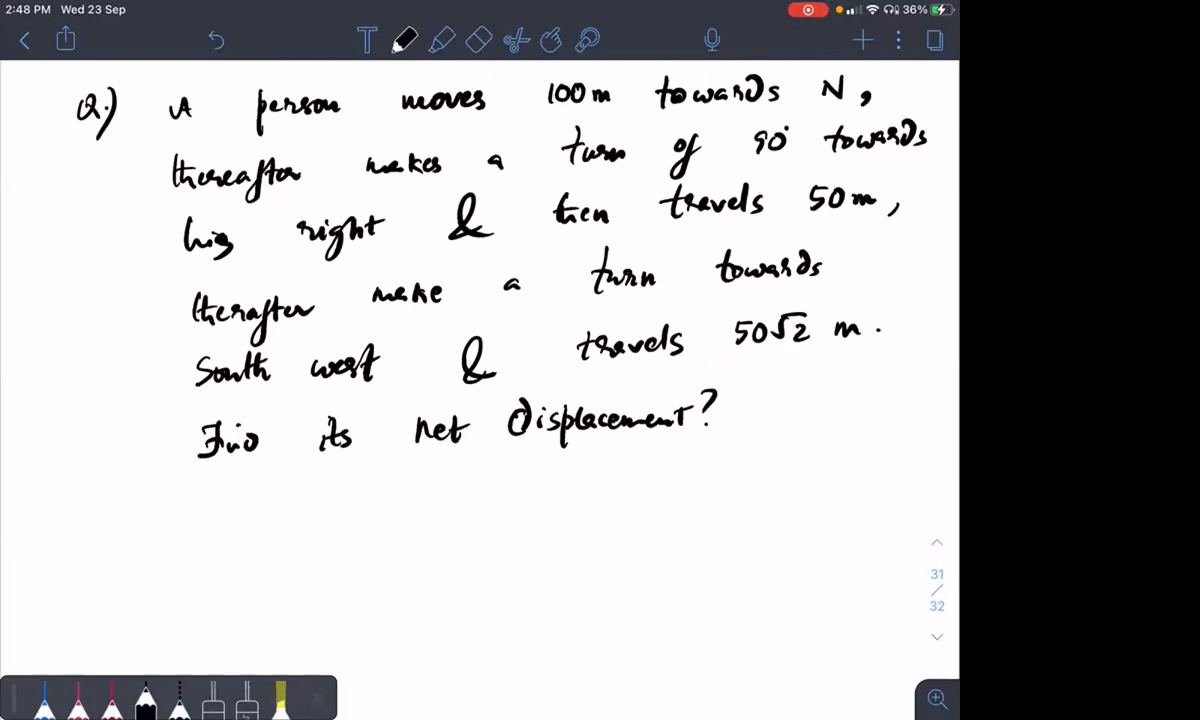 2:48 PM Wed 23 Sep 36%
Q.) A person moves 100m towards N,
thereafter makes a turn of 90° towards
his right & then travels 50m,
therafter make a turn towards
South west & travels 50√2 m.
Find its net Displacement?
31
/
32